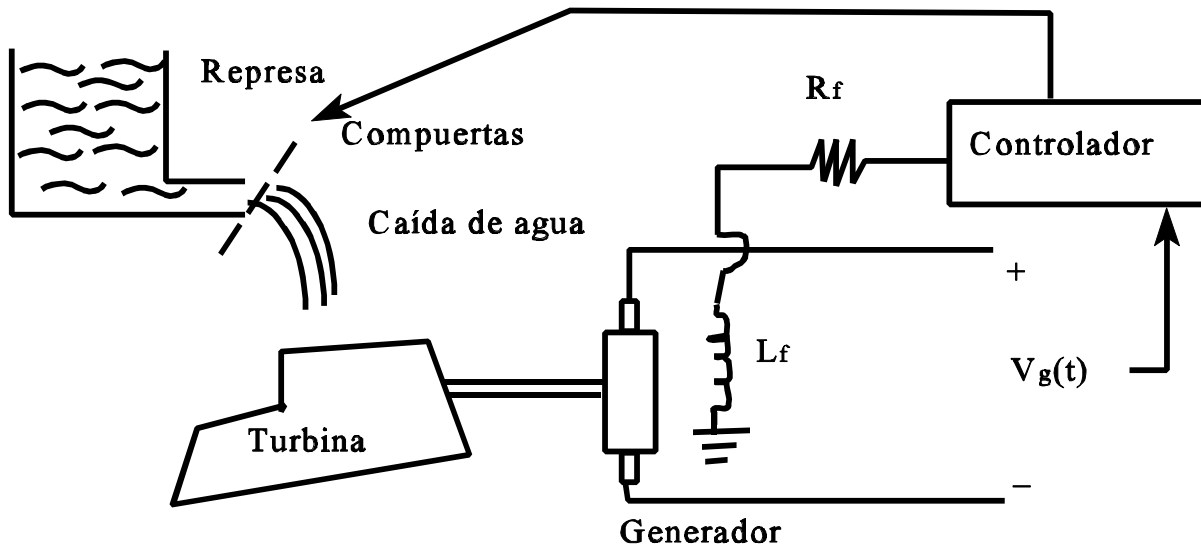 Represa
Rf
Compuertas
Controlador
Caída de agua
+
Lf
Vg(t)
Turbina
−
Generador